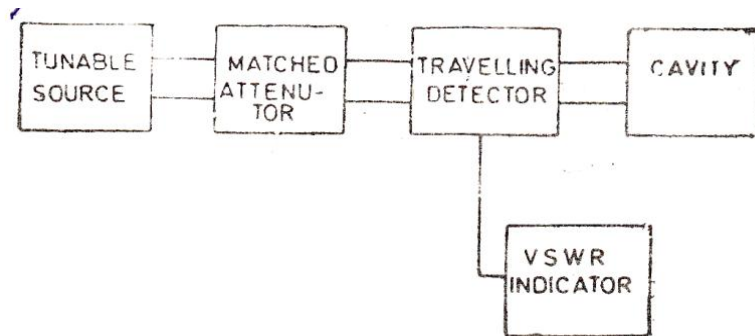 TUNABLE
SOURCE
MATCHED
ATTENU-
TOR
TRAVELLING
DETECTOR
CAVITY
VSWR
INDICATOR